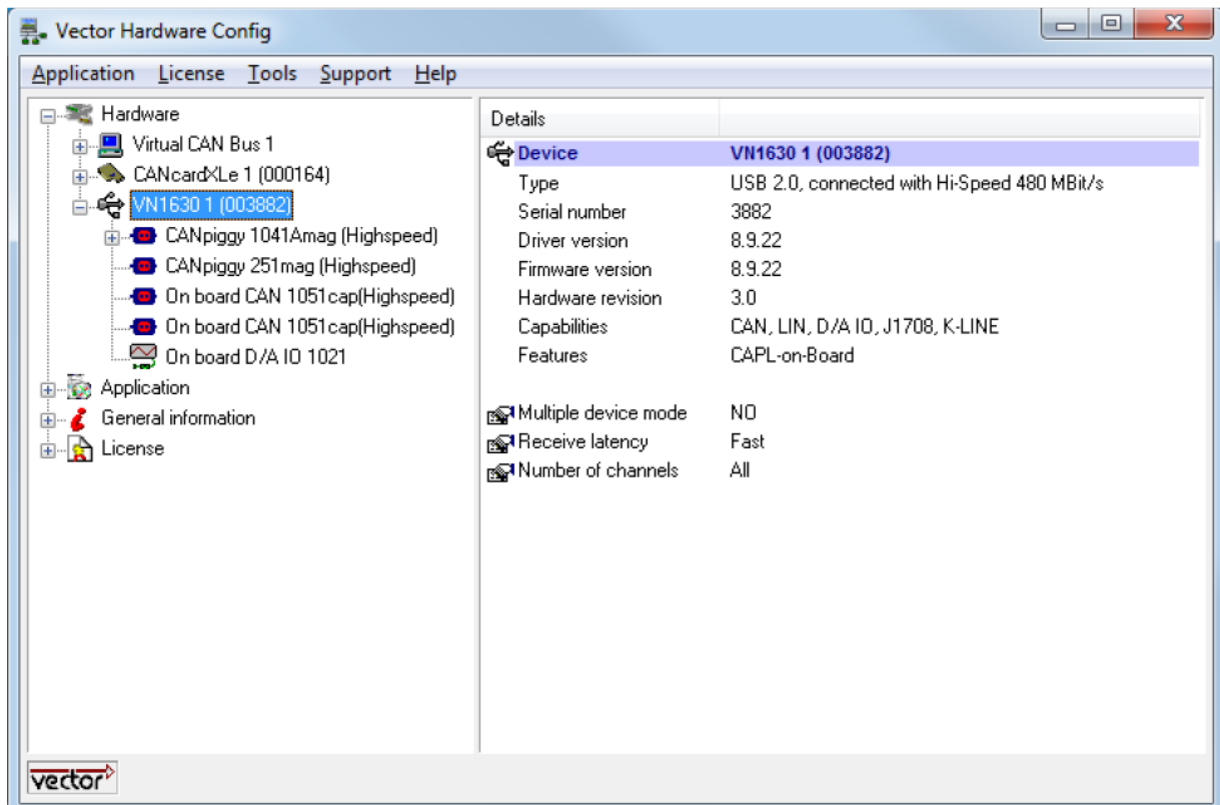 Vector Hardware Config
Application License Tools Support Help
Hardware
Virtual CAN Bus 1
CANcardXLe 1 (000164)
VN1630 1 (003882)
CANpiggy 1041Amag (Highspeed)
CANpiggy 251mag (Highspeed)
On board CAN 1051cap(Highspeed)
On board CAN 1051cap(Highspeed)
On board D/A IO 1021
Application
General information
License
Details
Device VN1630 1 (003882)
Type USB 2.0, connected with Hi-Speed 480 MBit/s
Serial number 3882
Driver version 8.9.22
Firmware version 8.9.22
Hardware revision 3.0
Capabilities CAN, LIN, D/A IO, J1708, K-LINE
Features CAPL-on-Board
Multiple device mode NO
Receive latency Fast
Number of channels All
vector